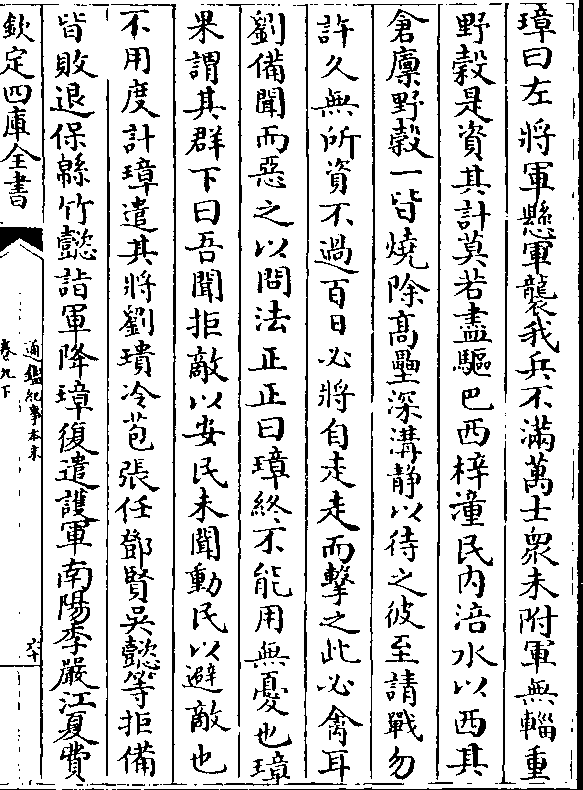 璋曰左將軍懸軍襲我兵不滿萬士衆未附軍無輜重
野穀是資其計莫若盡驅巴西梓潼民内涪水以西其
倉廪野穀一皆燒除髙壘深溝静以待之彼至請戰勿
許久無所資不過百日必將自走走而擊之此必禽耳
劉備聞而惡之以問法正正曰璋終不能用無憂也璋
果謂其群下曰吾聞拒敵以安民未聞動民以避敵也
不用度計璋遣其將劉璝冷苞張任鄧賢吳懿等拒備
皆敗退保緜竹懿詣軍降璋復遣護軍南陽李嚴江夏費
欽定四庫全書
通鑑紀事本末
卷九下
六十